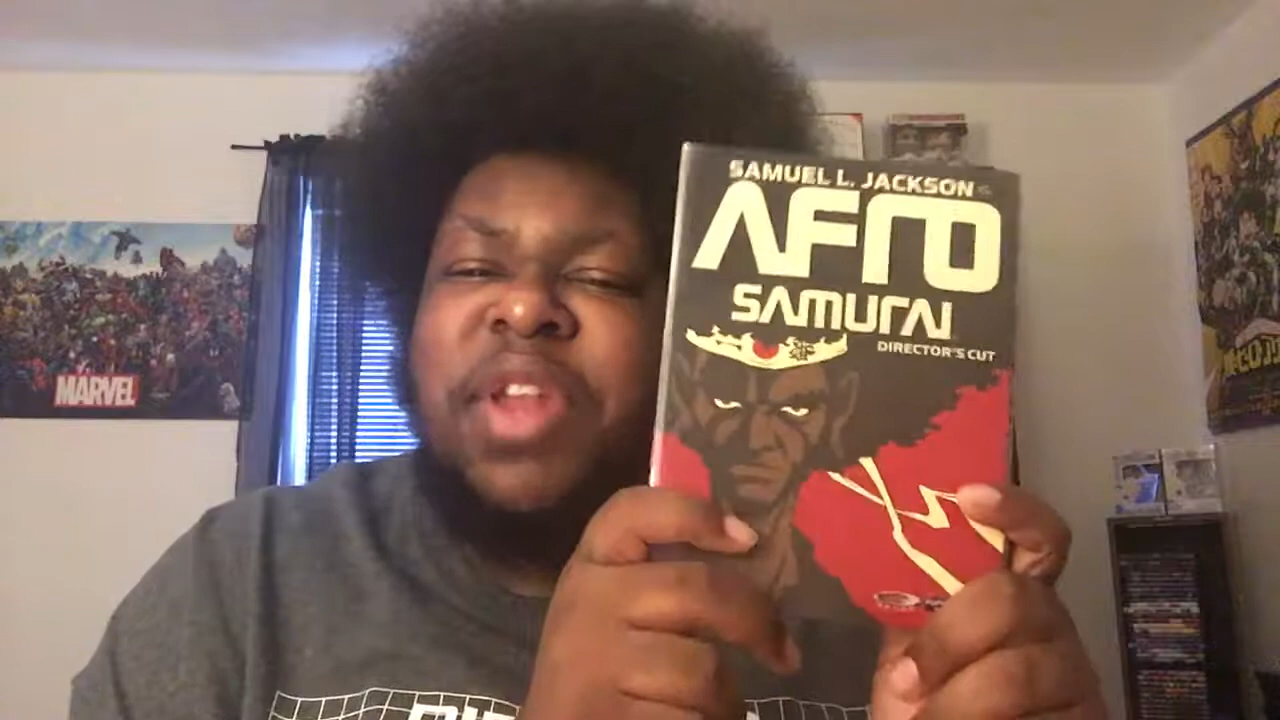 SAMUEL L. JACKSON
AFRO
SAMURAI
DIRECTOR'S CUT
MARVEL